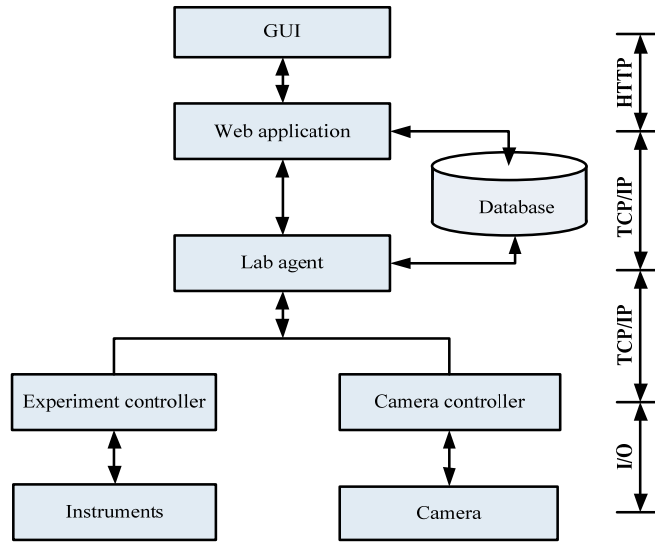 GUI
HTTP
Web application
Database
TCP/IP
Lab agent
TCP/IP
Experiment controller
Camera controller
I/O
Instruments
Camera